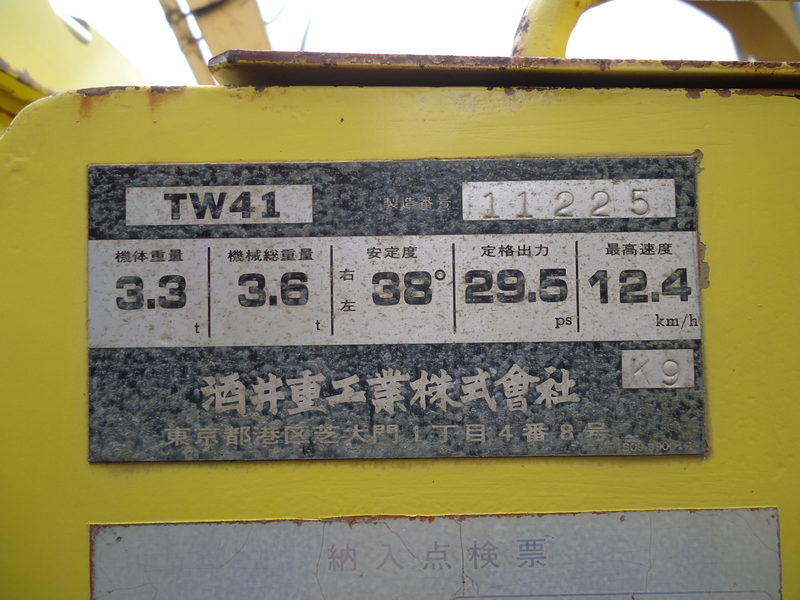 TW41 製造番号 11225
機体重量 機械総重量 安定度 定格出力 最高速度
右
左
3.3 3.6 38° 29.5 12.4
t t ps km/h
K9
酒井重工業株式會社
東京都港区芝大門1丁目4番8号
納入点検票